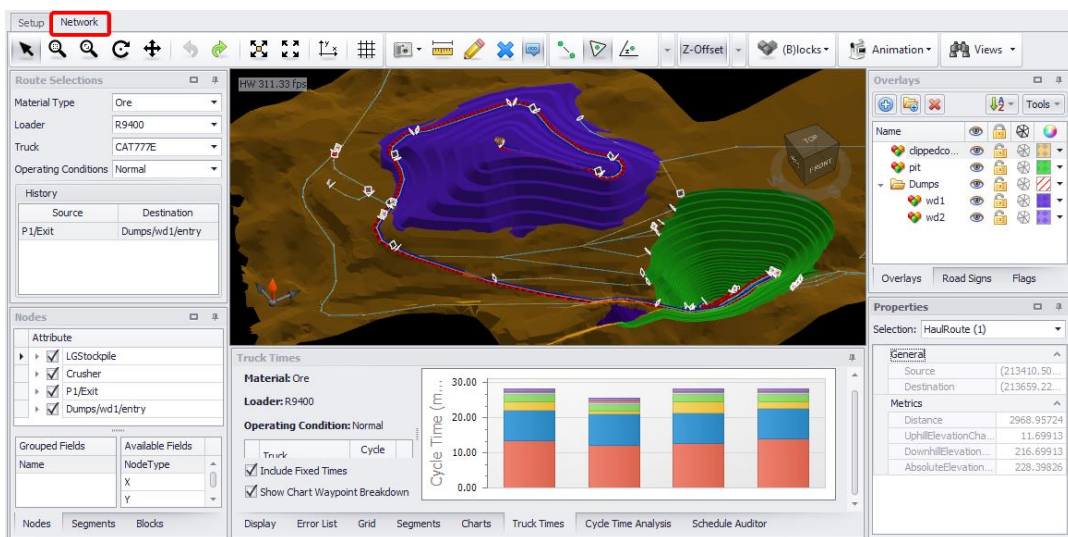 Setup Network
Z-Offset (B)locks Animation Views
Route Selections
Material Type Ore
Loader R9400
Truck CAT777E
Operating Conditions Normal
History
Source Destination
P1/Exit Dumps/wd1/entry
Nodes
Attribute
LGStockpile
Crusher
P1/Exit
Dumps/wd1/entry
Grouped Fields Available Fields
Name NodeType
X
Y
Nodes Segments Blocks
HW 311.33 fps
TOP
FRONT
Truck Times
Material: Ore
Loader: R9400
Operating Condition: Normal
Truck Cycle
Include Fixed Times
Show Chart Waypoint Breakdown
Cycle Time (m...
30.00
20.00
10.00
0.00
Display Error List Grid Segments Charts Truck Times Cycle Time Analysis Schedule Auditor
Overlays
Tools
Name
clippedco...
pit
Dumps
wd1
wd2
Overlays Road Signs Flags
Properties
Selection: HaulRoute (1)
General
Source (213410.50...
Destination (213659.22...
Metrics
Distance 2968.95724
UphillElevationCha... 11.69913
DownhillElevation... 216.69913
AbsoluteElevation... 228.39826